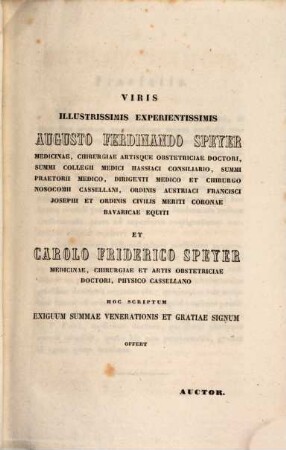 VIRIS
ILLUSTRISSIMIS EXPERIENTISSIMIS
AUGUSTO FERDINANDO SPEYER
MEDICINAE, CHIRURGIAE ARTISQUE OBSTETRICIAE DOCTORI,
SUMMI COLLEGII MEDICI HASSIACI CONSILIARIO, SUMMI
PRAETORII MEDICO, DIRIGENTI MEDICO ET CHIRURGO
NOSOCOMII CASSELLANI, ORDINIS AUSTRIACI FRANCISCI
JOSEPHI ET ORDINIS CIVILIS MERITI CORONAE
BAVARICAE EQUITI
ET
CAROLO FRIDERICO SPEYER
MEDICINAE, CHIRURGIAE ET ARTIS OBSTETRICIAE
DOCTORI, PHYSICO CASSELLANO
HOC SCRIPTUM
EXIGUUM SUMMAE VENERATIONIS ET GRATIAE SIGNUM
OFFERT
AUCTOR.